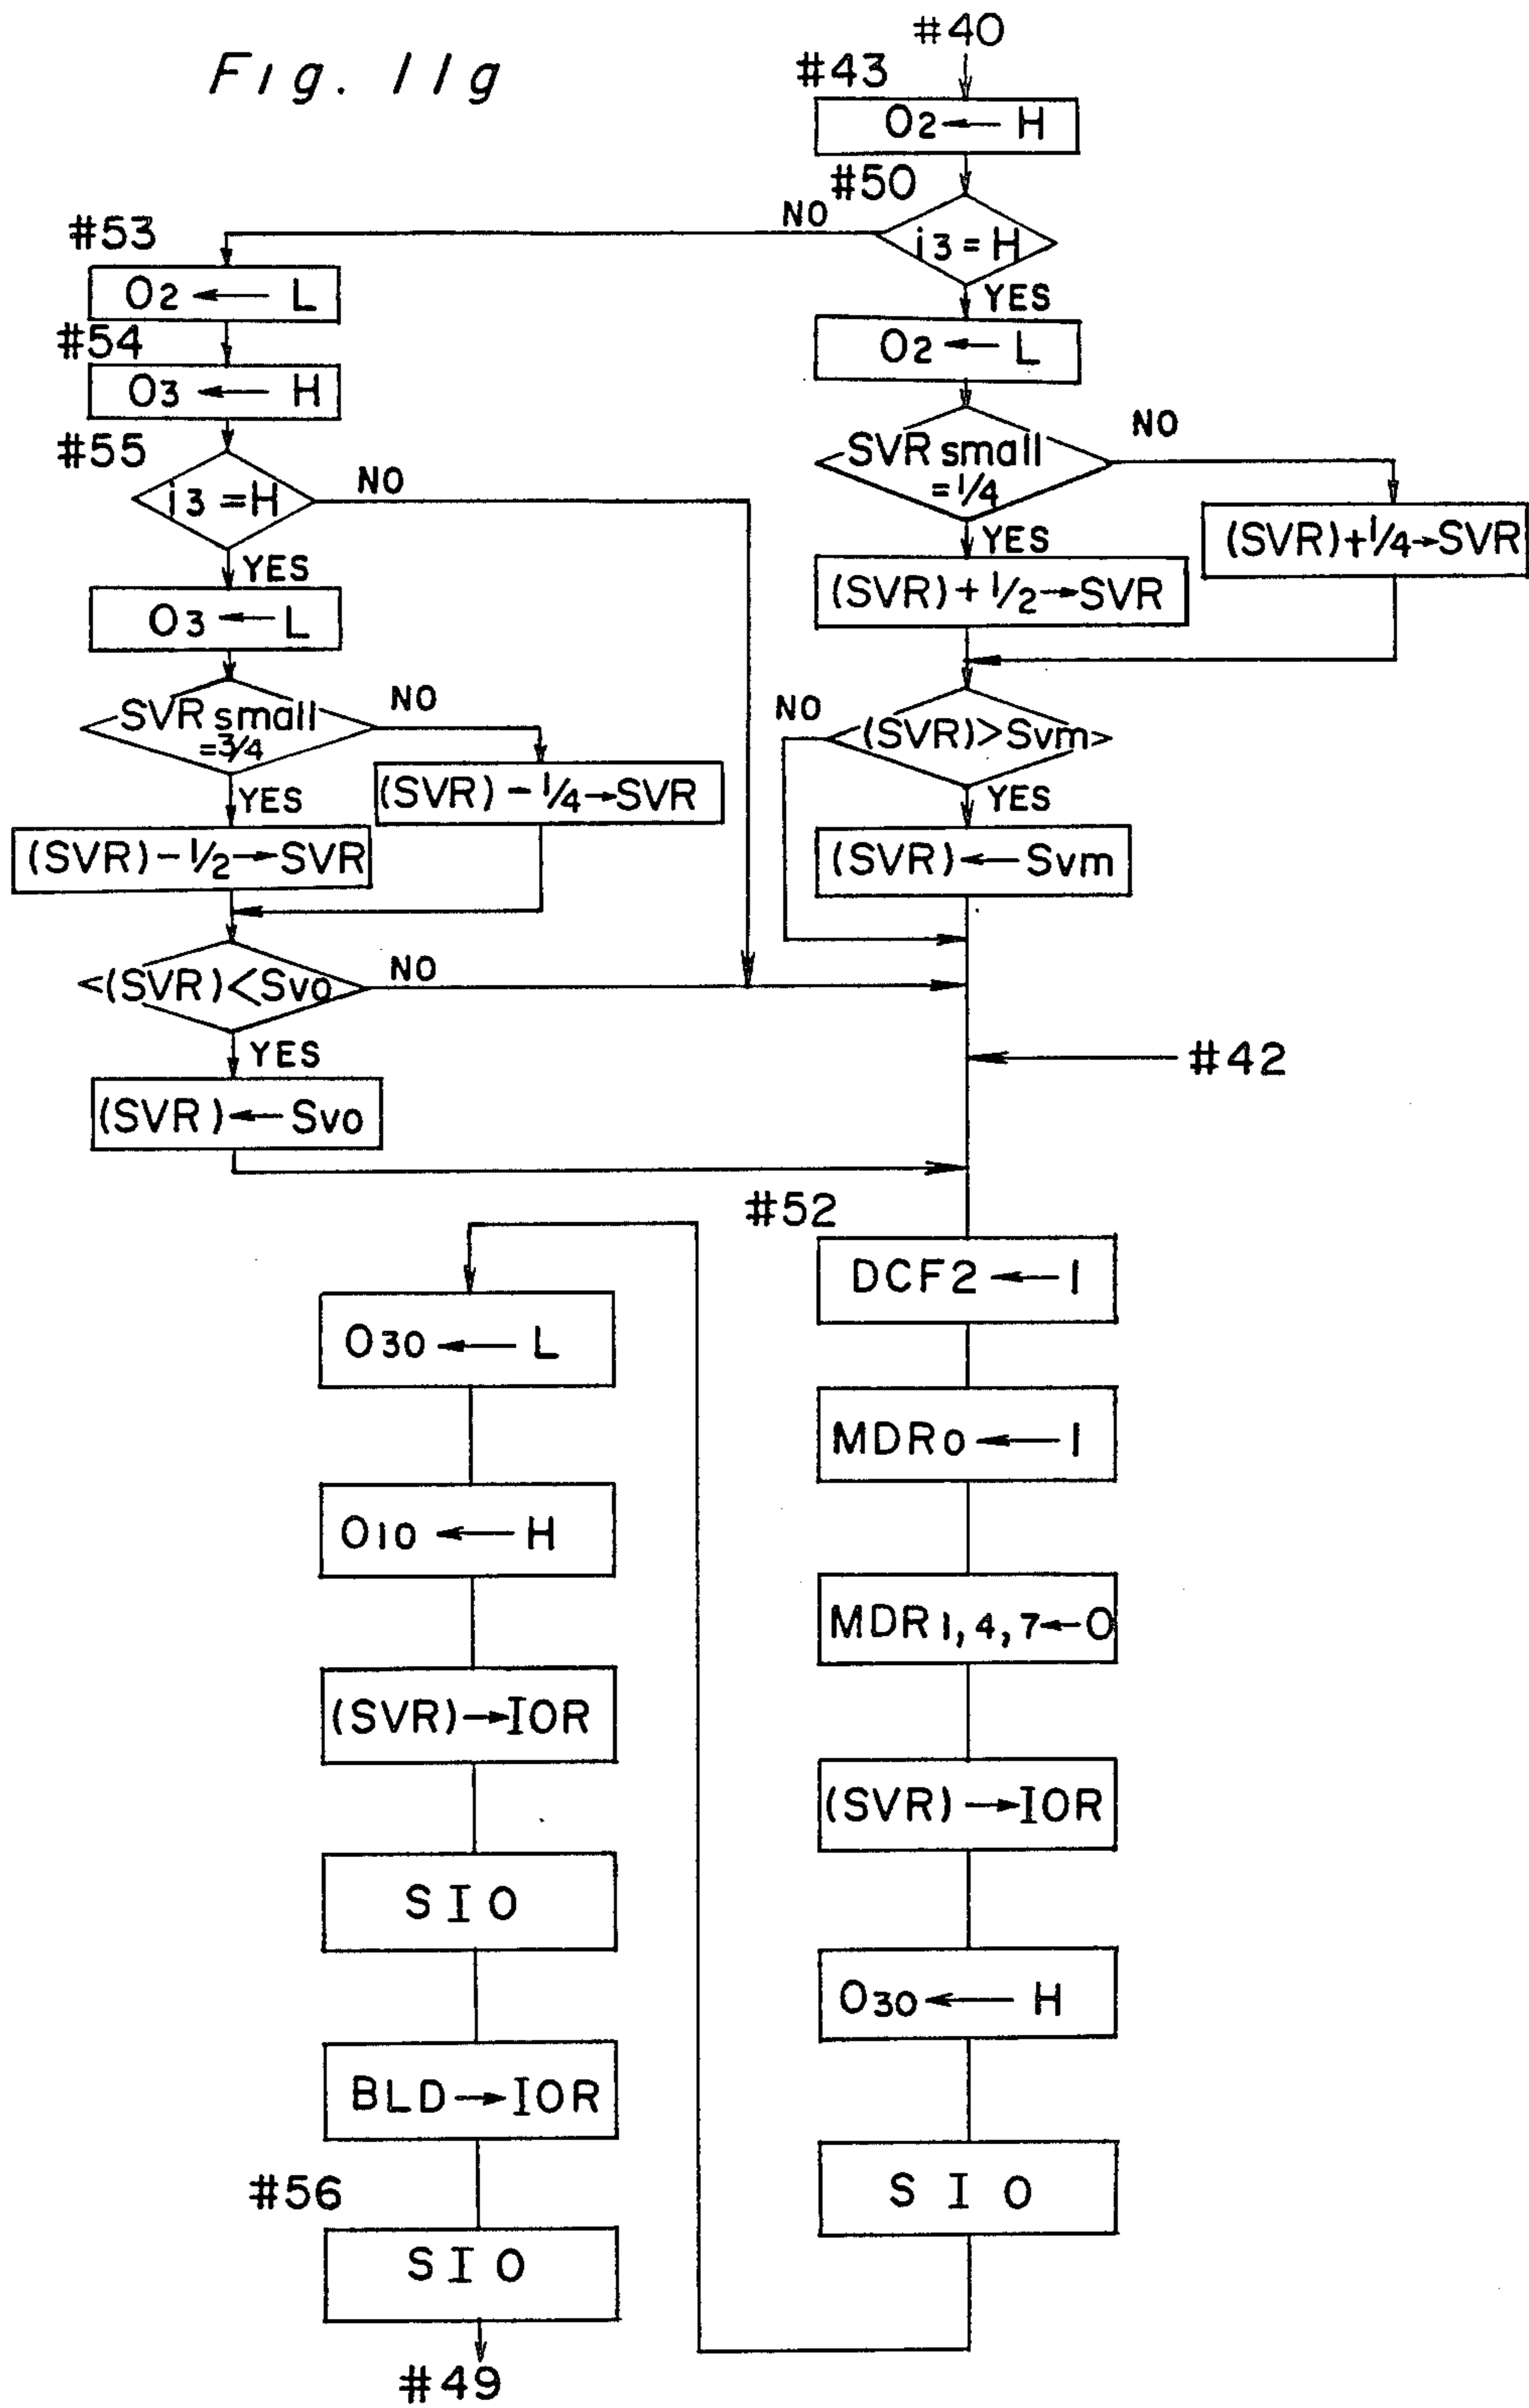 Fig. 11g
#40
#43
O2 ← H
#50
i3 = H
NO
YES
O2 ← L
SVR small
= 1/4
NO
YES
(SVR) + 1/4 → SVR
(SVR) + 1/2 → SVR
(SVR) > Svm
NO
YES
(SVR) ← Svm
#53
O2 ← L
#54
O3 ← H
#55
i3 = H
NO
YES
O3 ← L
SVR small
= 3/4
NO
YES
(SVR) - 1/4 → SVR
(SVR) - 1/2 → SVR
(SVR) < Svo
NO
YES
(SVR) ← Svo
#42
#52
DCF2 ← 1
MDR0 ← 1
MDR1, 4, 7 ← 0
(SVR) → IOR
O30 ← H
SIO
O30 ← L
O10 ← H
(SVR) → IOR
SIO
BLD → IOR
#56
SIO
#49